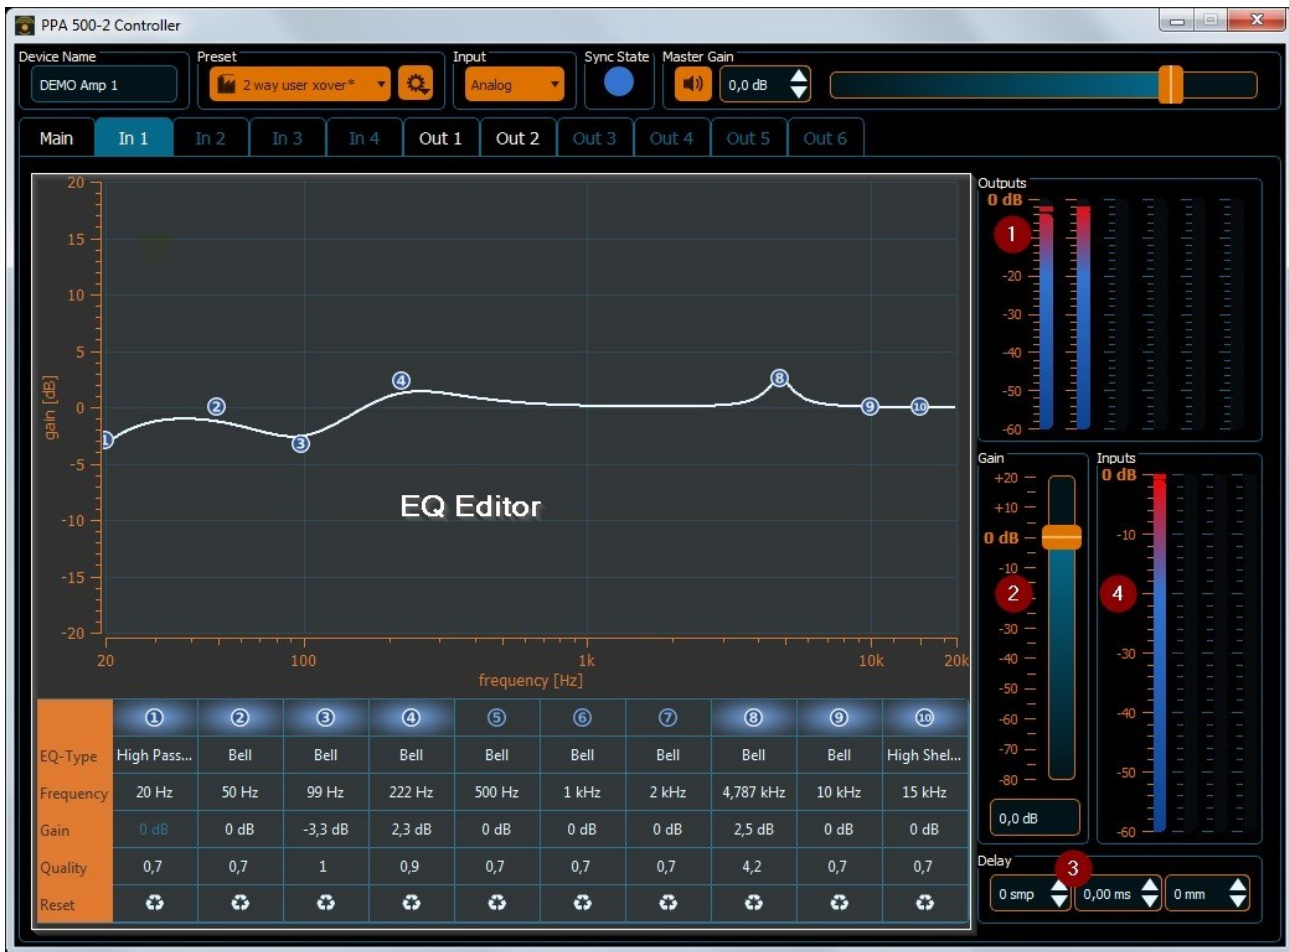 PPA 500-2 Controller
Device Name Preset Input Sync State Master Gain
DEMO Amp 1 2 way user xover* Analog 0,0 dB
Main In 1 In 2 In 3 In 4 Out 1 Out 2 Out 3 Out 4 Out 5 Out 6
20
15
10
5
0
-5
-10
-15
-20
gain [dB]
1 2 3 4 8 9 10
EQ Editor
20 100 1k 10k 20k
frequency [Hz]
1 2 3 4 5 6 7 8 9 10
EQ-Type High Pass... Bell Bell Bell Bell Bell Bell Bell Bell High Shel...
Frequency 20 Hz 50 Hz 99 Hz 222 Hz 500 Hz 1 kHz 2 kHz 4,787 kHz 10 kHz 15 kHz
Gain 0 dB 0 dB -3,3 dB 2,3 dB 0 dB 0 dB 0 dB 2,5 dB 0 dB 0 dB
Quality 0,7 0,7 1 0,9 0,7 0,7 0,7 4,2 0,7 0,7
Reset
Outputs
0 dB
1
-20
-30
-40
-50
-60
Gain
+20
+10
0 dB
-10
2
-30
-40
-50
-60
-70
-80
0,0 dB
Inputs
0 dB
-10
4
-30
-40
-50
-60
Delay
3
0 smp 0,00 ms 0 mm